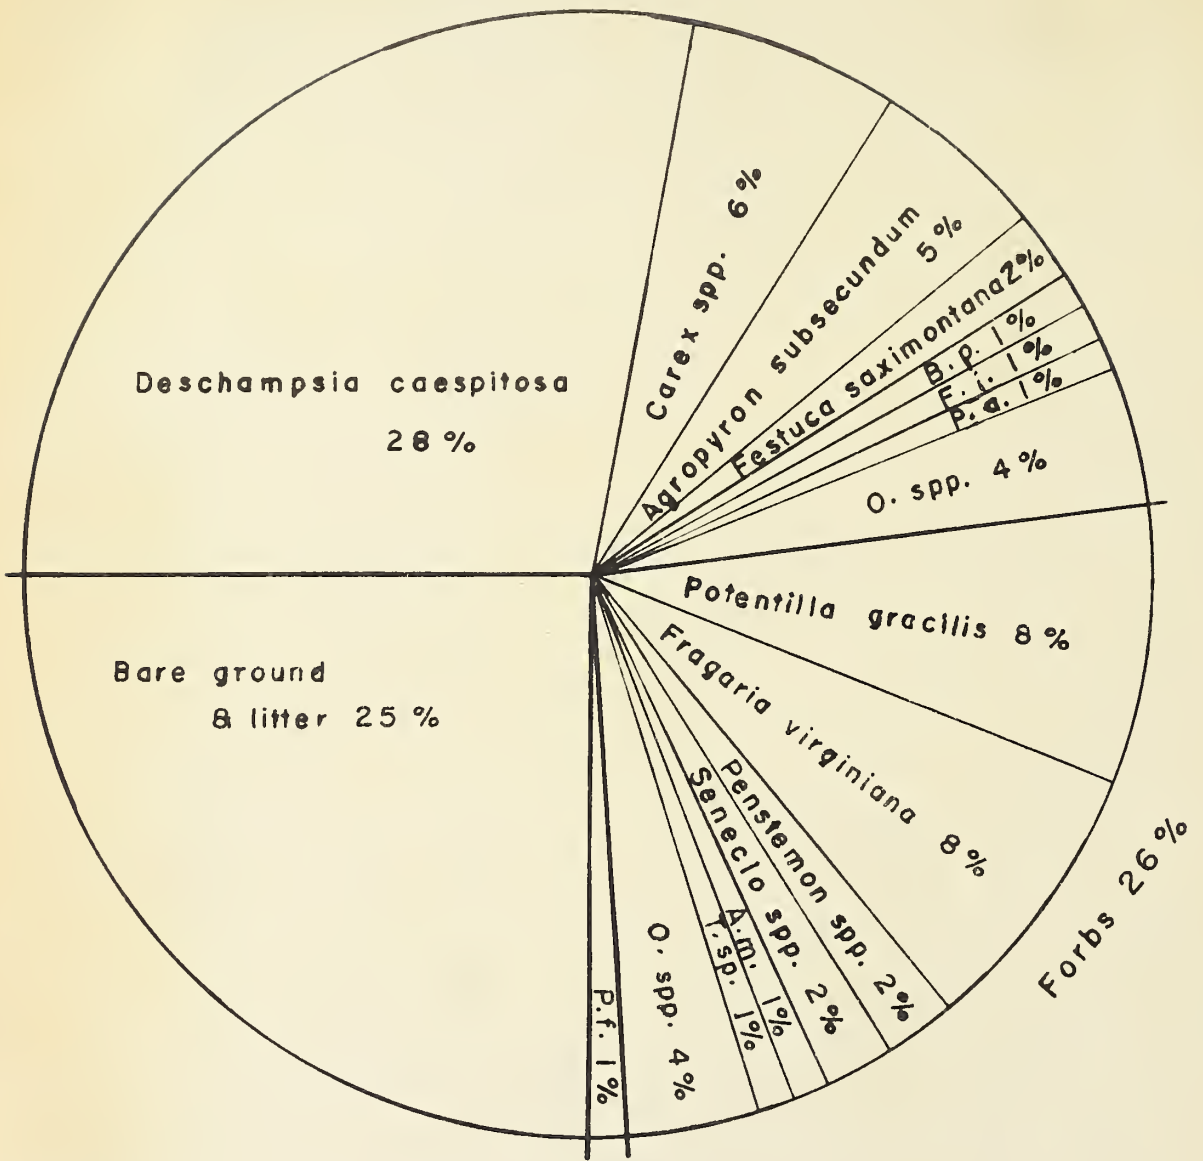 Deschampsia caespitosa
28%
Carex spp. 6%
Agropyron subsecundum
5%
Festuca saximontana 2%
B.p. 1%
F.i. 1%
P.a. 1%
O. spp. 4%
Potentilla gracilis 8%
Fragaria virginiana 8%
Penstemon spp. 2%
Senecio spp. 2%
A.m. 1%
T.sp. 1%
O. spp. 4%
P.f. 1%
Bare ground
& litter 25%
Forbs 26%